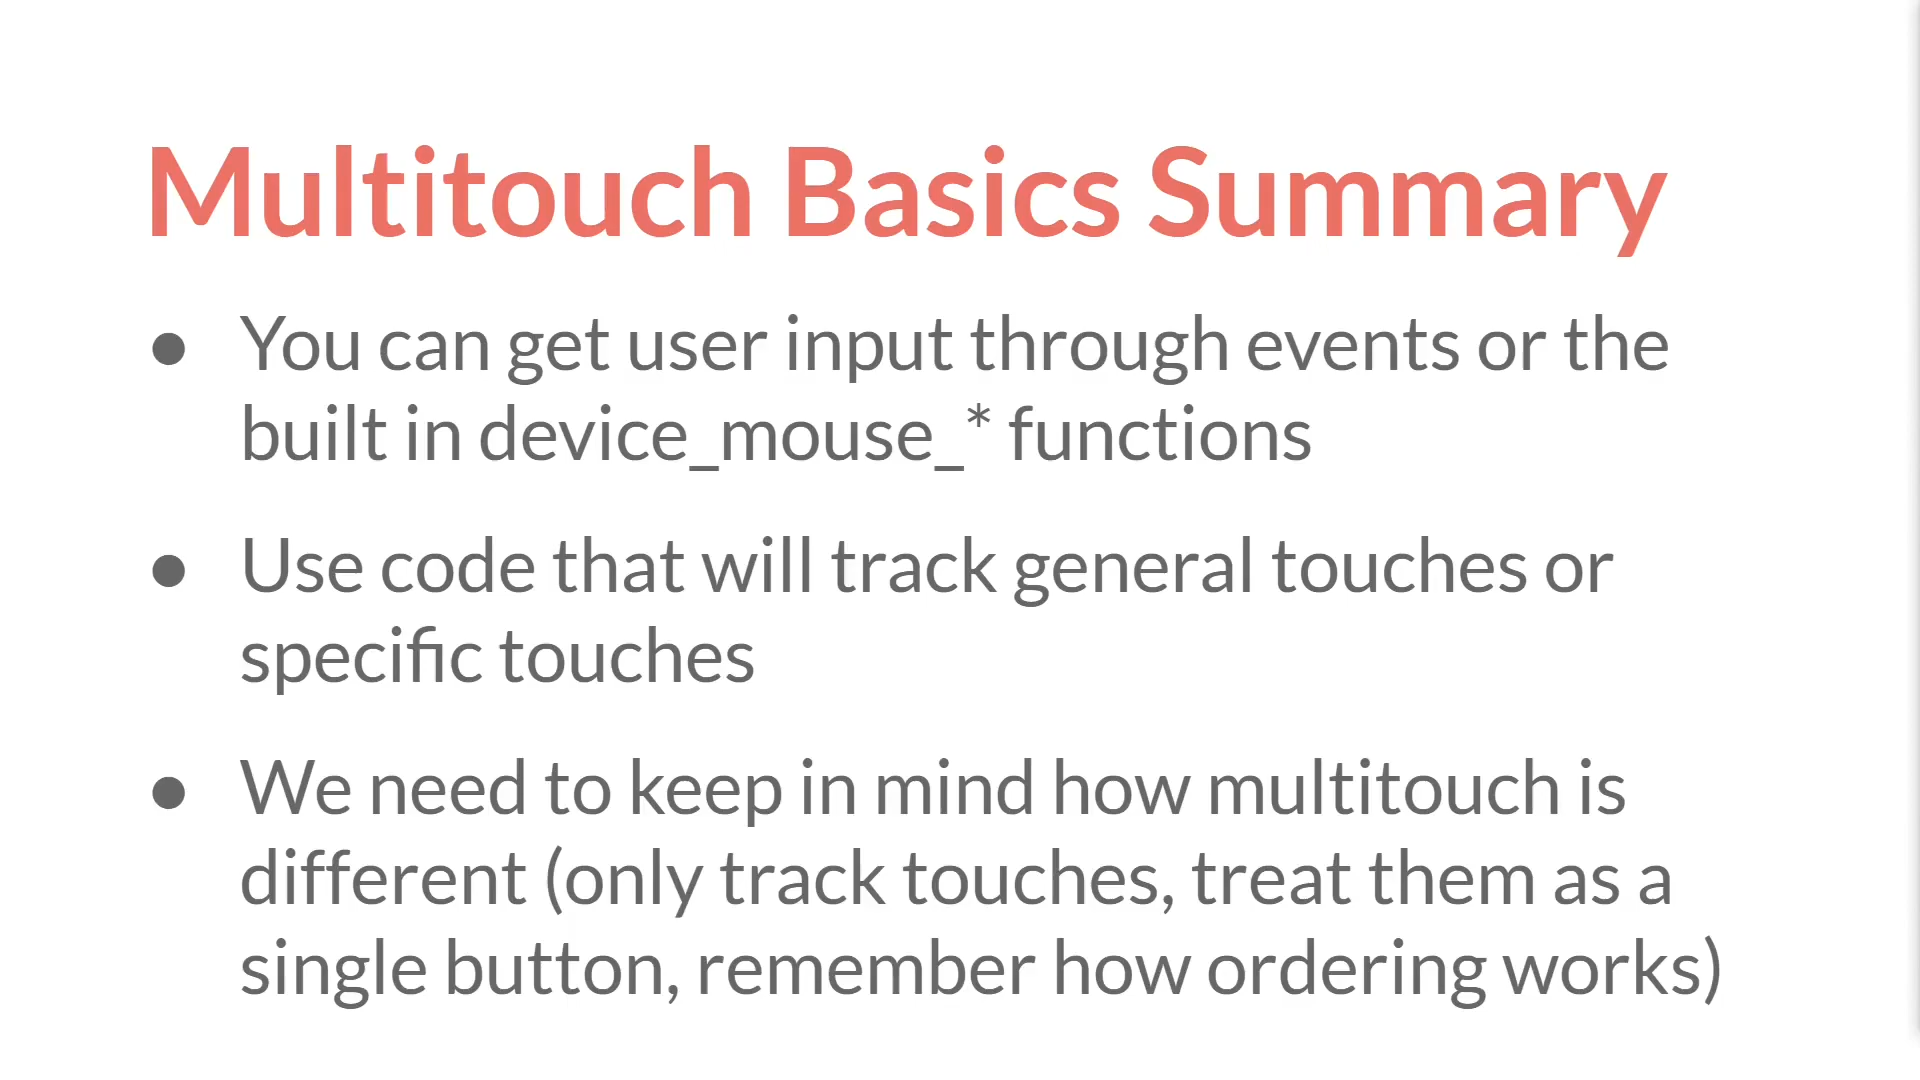 Multitouch Basics Summary
● You can get user input through events or the
built in device_mouse_* functions
● Use code that will track general touches or
specific touches
● We need to keep in mind how multitouch is
different (only track touches, treat them as a
single button, remember how ordering works)